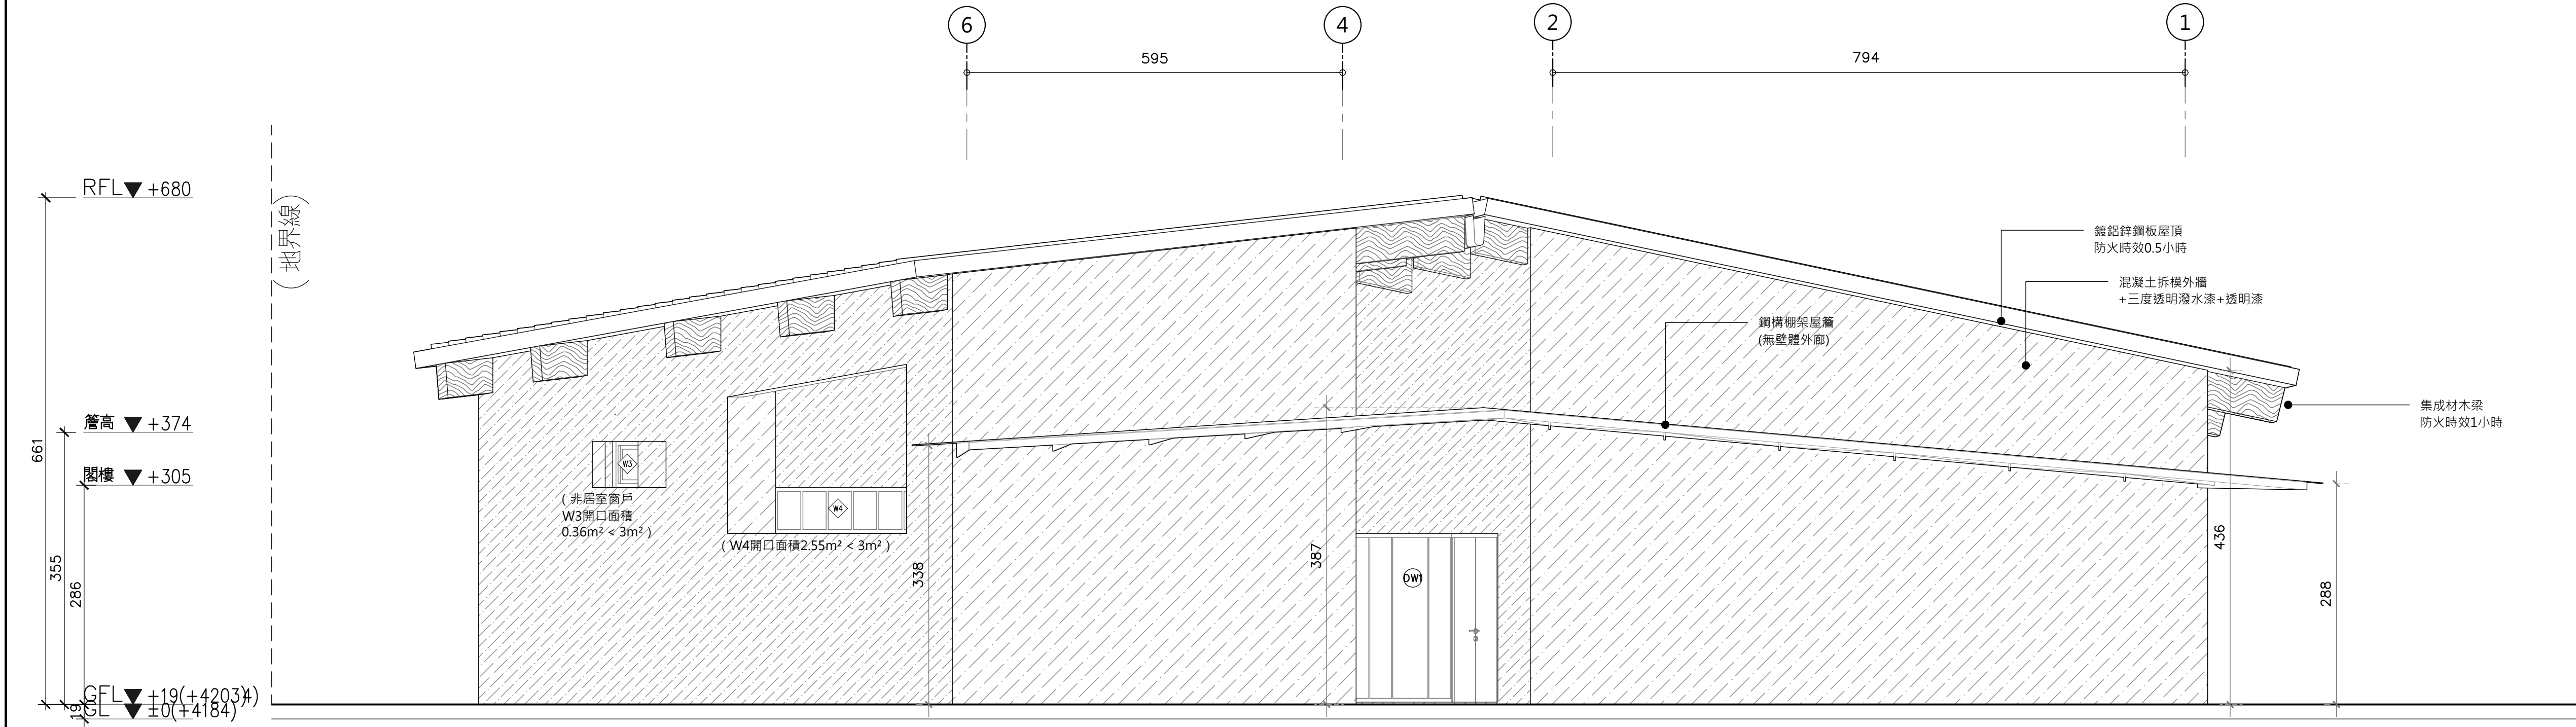 6
4
2
1
595
794
RFL +680
(地界線)
鍍鋁鋅鋼板屋頂
防火時效0.5小時
混凝土拆模外牆
+三度透明潑水漆+透明漆
鋼構棚架屋簷
(無壁體外廊)
簷高 +374
集成材木梁
防火時效1小時
661
閣樓 +305
W3
( 非居室窗戶
W3開口面積
0.36m² < 3m² )
W4
( W4開口面積2.55m² < 3m² )
355
286
338
387
DW1
436
288
GFL +19(+4203)
GL ±0(+4184)
19